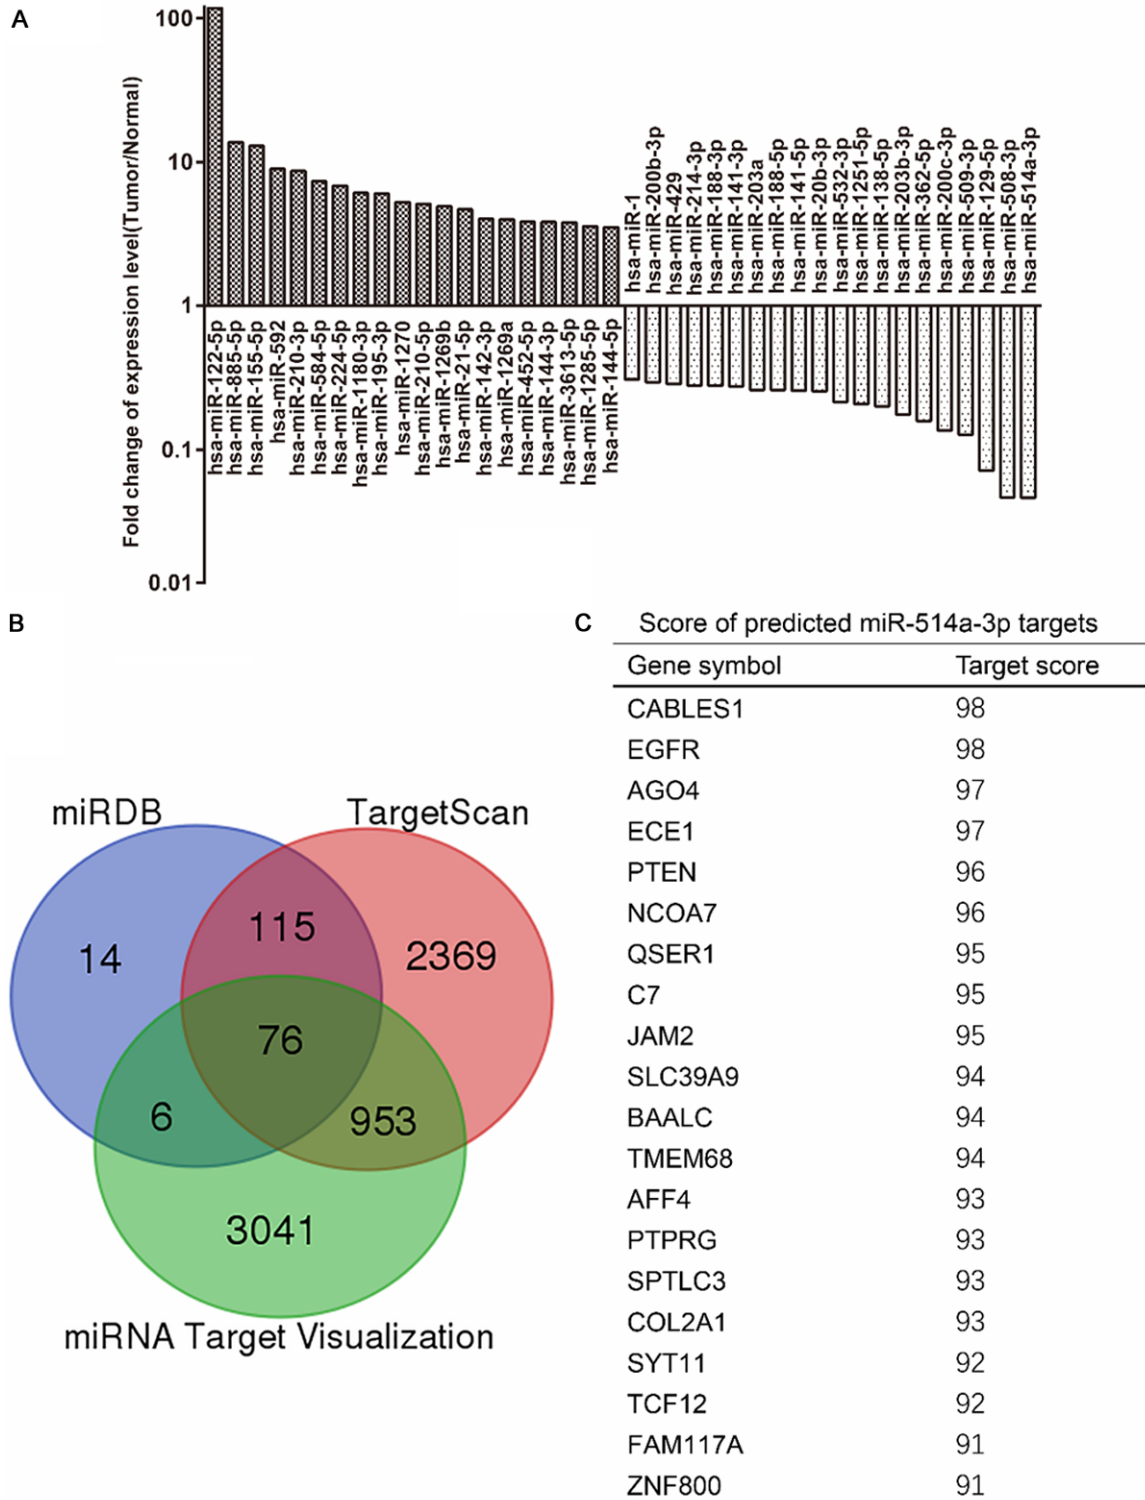 A
Fold change of expression level(Tumor/Normal)
100
10
1
0.1
0.01
hsa-miR-122-5p
hsa-miR-885-5p
hsa-miR-155-5p
hsa-miR-592
hsa-miR-210-3p
hsa-miR-584-5p
hsa-miR-224-5p
hsa-miR-1180-3p
hsa-miR-195-3p
hsa-miR-1270
hsa-miR-210-5p
hsa-miR-1269b
hsa-miR-21-5p
hsa-miR-142-3p
hsa-miR-1269a
hsa-miR-452-5p
hsa-miR-144-3p
hsa-miR-3613-5p
hsa-miR-1285-5p
hsa-miR-144-5p
hsa-miR-1
hsa-miR-200b-3p
hsa-miR-429
hsa-miR-214-3p
hsa-miR-188-3p
hsa-miR-141-3p
hsa-miR-203a
hsa-miR-188-5p
hsa-miR-141-5p
hsa-miR-20b-3p
hsa-miR-532-3p
hsa-miR-1251-5p
hsa-miR-138-5p
hsa-miR-203b-3p
hsa-miR-362-5p
hsa-miR-200c-3p
hsa-miR-509-3p
hsa-miR-129-5p
hsa-miR-508-3p
hsa-miR-514a-3p
B
miRDB
TargetScan
115
14
2369
76
6
953
3041
miRNA Target Visualization
C
Score of predicted miR-514a-3p targets
Gene symbol Target score
CABLES1 98
EGFR 98
AGO4 97
ECE1 97
PTEN 96
NCOA7 96
QSER1 95
C7 95
JAM2 95
SLC39A9 94
BAALC 94
TMEM68 94
AFF4 93
PTPRG 93
SPTLC3 93
COL2A1 93
SYT11 92
TCF12 92
FAM117A 91
ZNF800 91